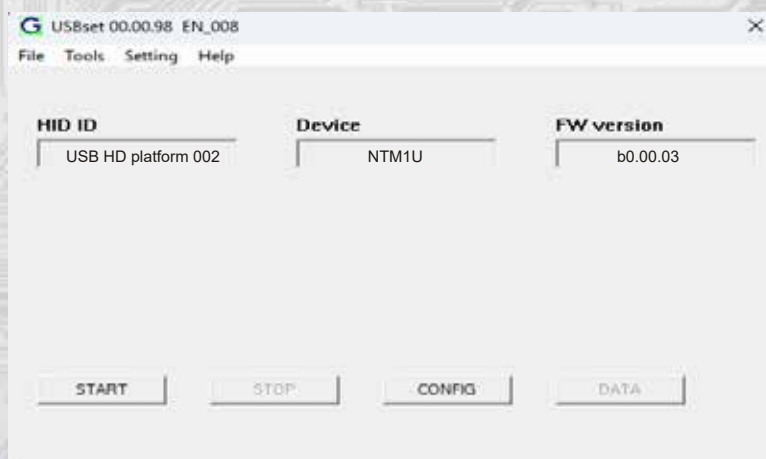 USBset 00.00.98 EN_008
File Tools Setting Help
HID ID Device FW version
USB HD platform 002 NTM1U b0.00.03
START STOP CONFIG DATA